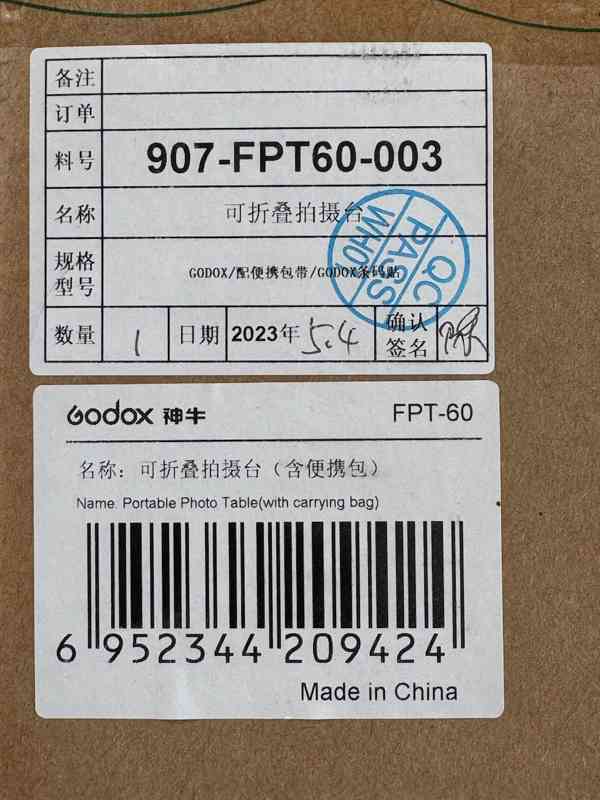 备注
订单
料号 907-FPT60-003
名称 可折叠拍摄台
规格型号 GODOX/配便携包带/GODOX条码贴
QC PASS WH0
数量 1 日期 2023年 5.4 确认签名
Godox 神牛 FPT-60
名称：可折叠拍摄台（含便携包）
Name: Portable Photo Table(with carrying bag)
6 952344 209424
Made in China